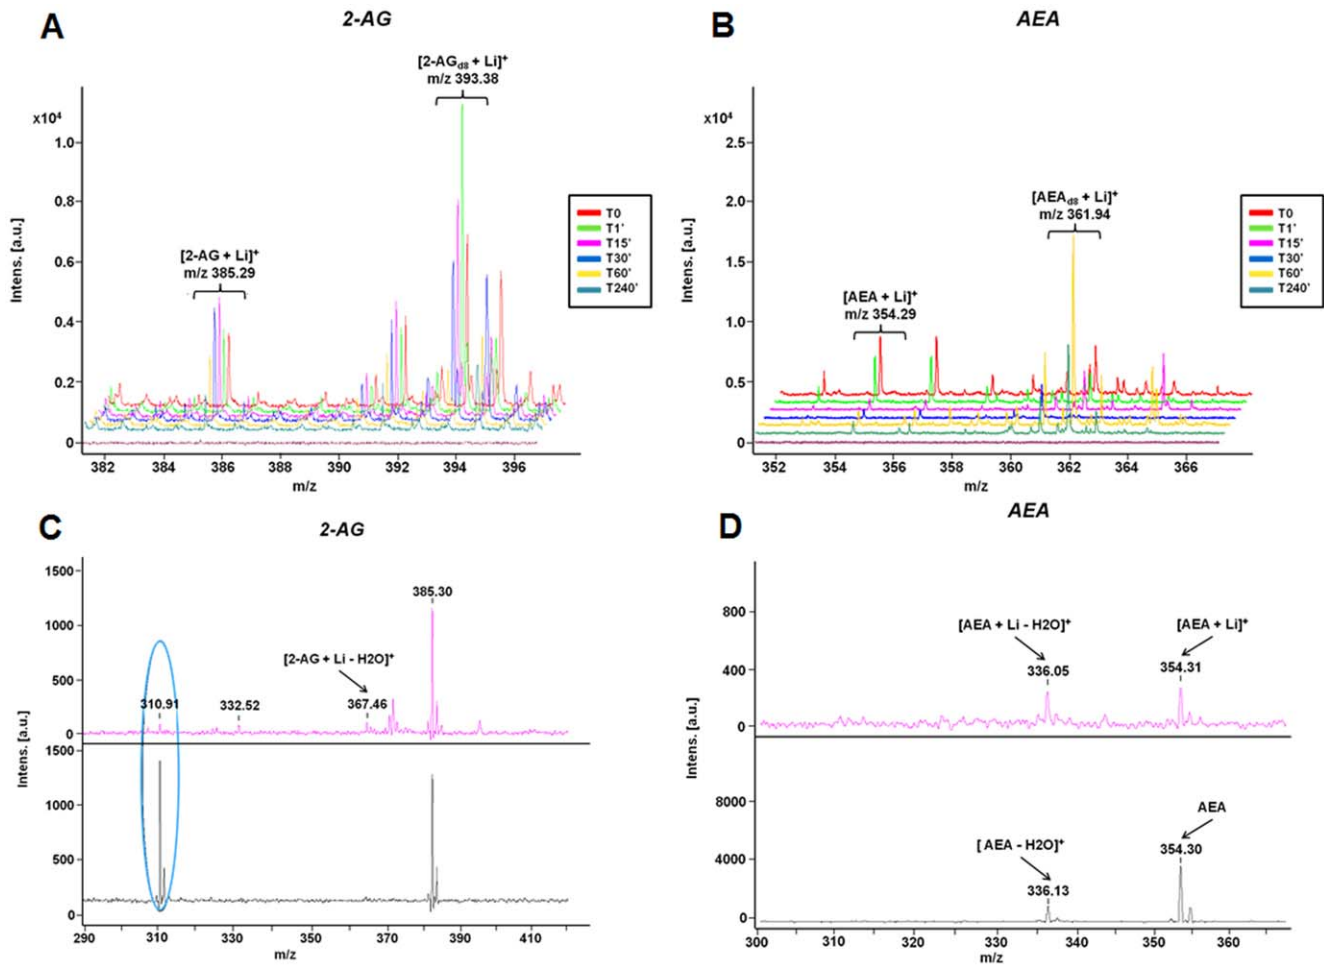 A
2-AG
[2-AGd8 + Li]+
m/z 393.38
x10⁴
1.0
0.8
0.6
0.4
0.2
0
Intens. [a.u.]
[2-AG + Li]+
m/z 385.29
T0
T1'
T15'
T30'
T60'
T240'
382 384 386 388 390 392 394 396
m/z
B
AEA
x10⁴
2.5
2.0
1.5
1.0
0.5
0
Intens. [a.u.]
[AEAd8 + Li]+
m/z 361.94
[AEA + Li]+
m/z 354.29
T0
T1'
T15'
T30'
T60'
T240'
352 354 356 358 360 362 364 366
m/z
C
2-AG
1500
1000
500
0
1500
1000
500
0
Intens. [a.u.]
385.30
[2-AG + Li - H2O]+
310.91
332.52
367.46
290 310 330 350 370 390 410
m/z
D
AEA
800
400
0
8000
4000
0
Intens. [a.u.]
[AEA + Li - H2O]+
336.05
[AEA + Li]+
354.31
AEA
354.30
[ AEA - H2O]+
336.13
300 310 320 330 340 350 360
m/z